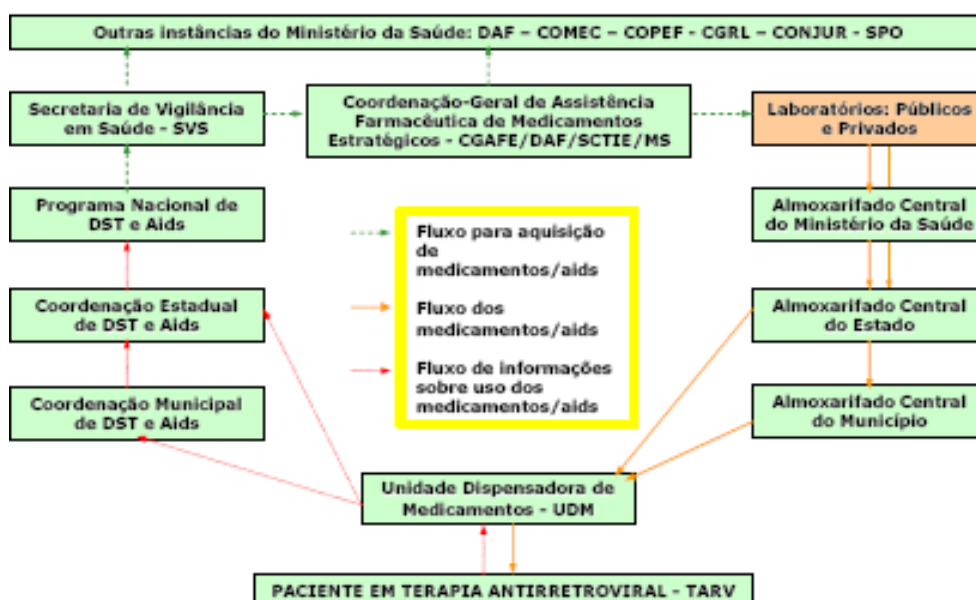 Outras instâncias do Ministério da Saúde: DAF – COMEC – COPEF - CGRL – CONJUR - SPO
Secretaria de Vigilância
em Saúde - SVS
Coordenação-Geral de Assistência
Farmacêutica de Medicamentos
Estratégicos - CGAFE/DAF/SCTIE/MS
Laboratórios: Públicos
e Privados
Programa Nacional de
DST e Aids
Almoxarifado Central
do Ministério da Saúde
Fluxo para aquisição
de
medicamentos/aids
Fluxo dos
medicamentos/aids
Fluxo de informações
sobre uso dos
medicamentos/aids
Coordenação Estadual
de DST e Aids
Almoxarifado Central
do Estado
Coordenação Municipal
de DST e Aids
Almoxarifado Central
do Município
Unidade Dispensadora de
Medicamentos - UDM
PACIENTE EM TERAPIA ANTIRRETROVIRAL - TARV